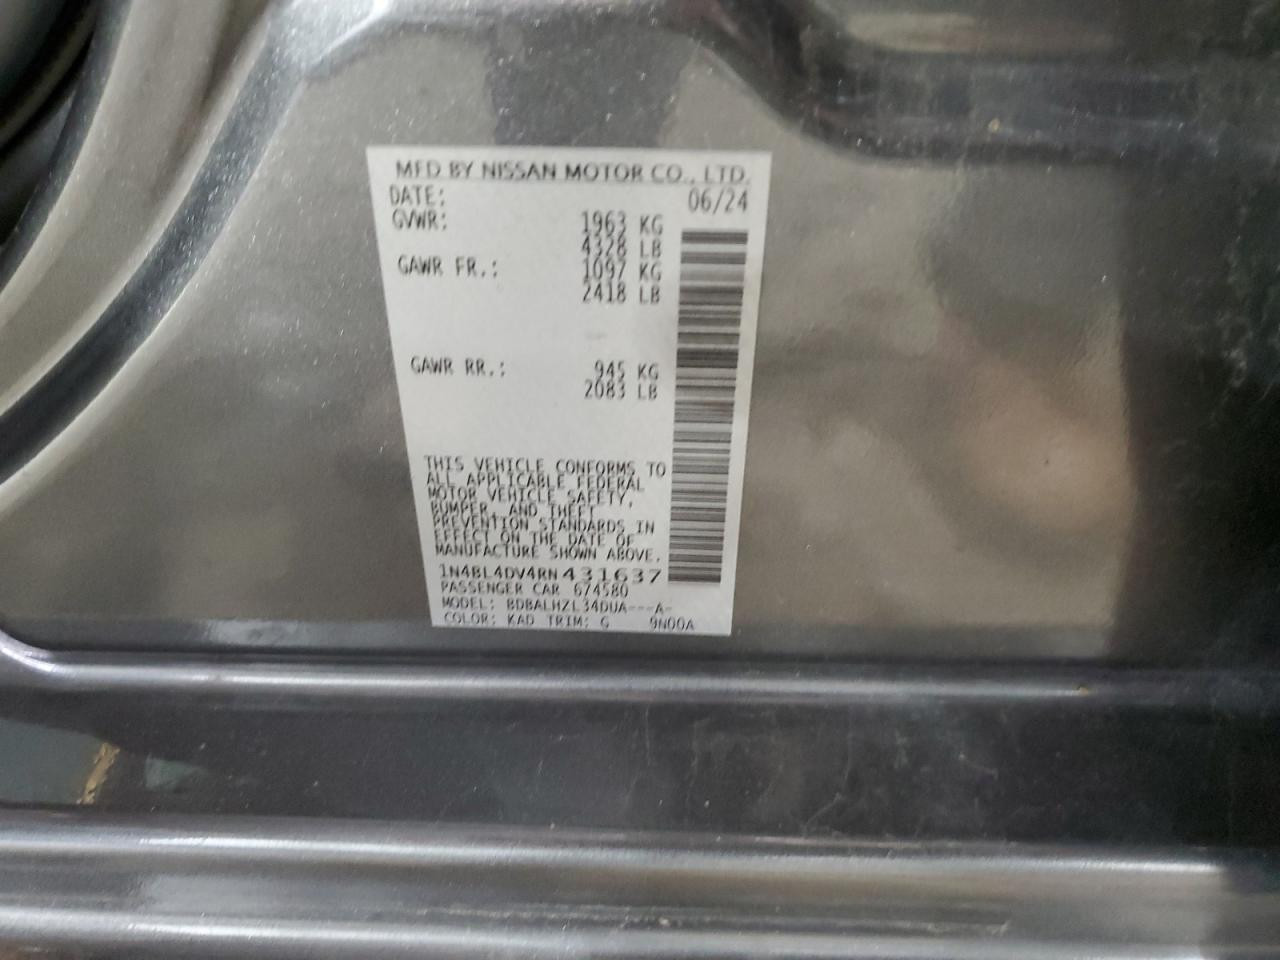 MFD BY NISSAN MOTOR CO., LTD.
DATE: 06/24
GVWR: 1963 KG
4328 LB
GAWR FR.: 1097 KG
2418 LB
GAWR RR.: 945 KG
2083 LB
THIS VEHICLE CONFORMS TO
ALL APPLICABLE FEDERAL
MOTOR VEHICLE SAFETY,
BUMPER, AND THEFT
PREVENTION STANDARDS IN
EFFECT ON THE DATE OF
MANUFACTURE SHOWN ABOVE.
1N4BL4DV4RN431637
PASSENGER CAR 674580
MODEL: BDBALHZL34DUA---A-
COLOR: KAD TRIM: G 9N00A